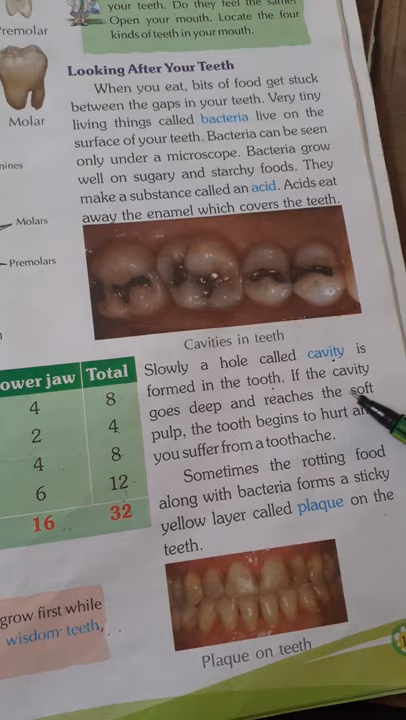 your teeth. Do they feel the same?
Open your mouth. Locate the four
kinds of teeth in your mouth.
Premolar
Molar
Molars
Premolars
Looking After Your Teeth
When you eat, bits of food get stuck
between the gaps in your teeth. Very tiny
living things called bacteria live on the
surface of your teeth. Bacteria can be seen
only under a microscope. Bacteria grow
well on sugary and starchy foods. They
make a substance called an acid. Acids eat
away the enamel which covers the teeth.
Cavities in teeth
ower jaw Total
4 8
2 4
4 8
6 12
16 32
Slowly a hole called cavity is
formed in the tooth. If the cavity
goes deep and reaches the soft
pulp, the tooth begins to hurt
you suffer from a toothache.
Sometimes the rotting food
along with bacteria forms a sticky
yellow layer called plaque on the
teeth.
grow first while
wisdom teeth,
Plaque on teeth